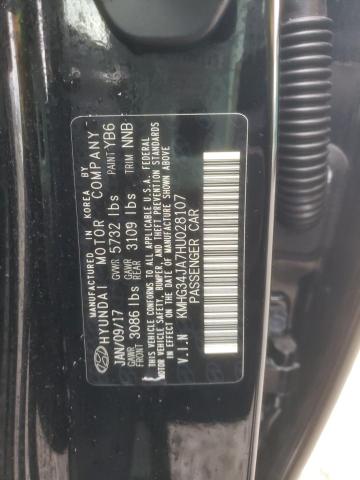 MANUFACTURED IN KOREA BY
HYUNDAI MOTOR COMPANY
JAN/09/17 GVWR 5732 lbs PAINT YB6
GAWR FRONT 3086 lbs GAWR REAR 3109 lbs TRIM NNB
THIS VEHICLE CONFORMS TO ALL APPLICABLE U.S.A. FEDERAL
MOTOR VEHICLE SAFETY, BUMPER, AND THEFT PREVENTION STANDARDS
IN EFFECT ON THE DATE OF MANUFACTURE SHOWN ABOVE.
V.I.N KMHG34JA7HU028107
PASSENGER CAR